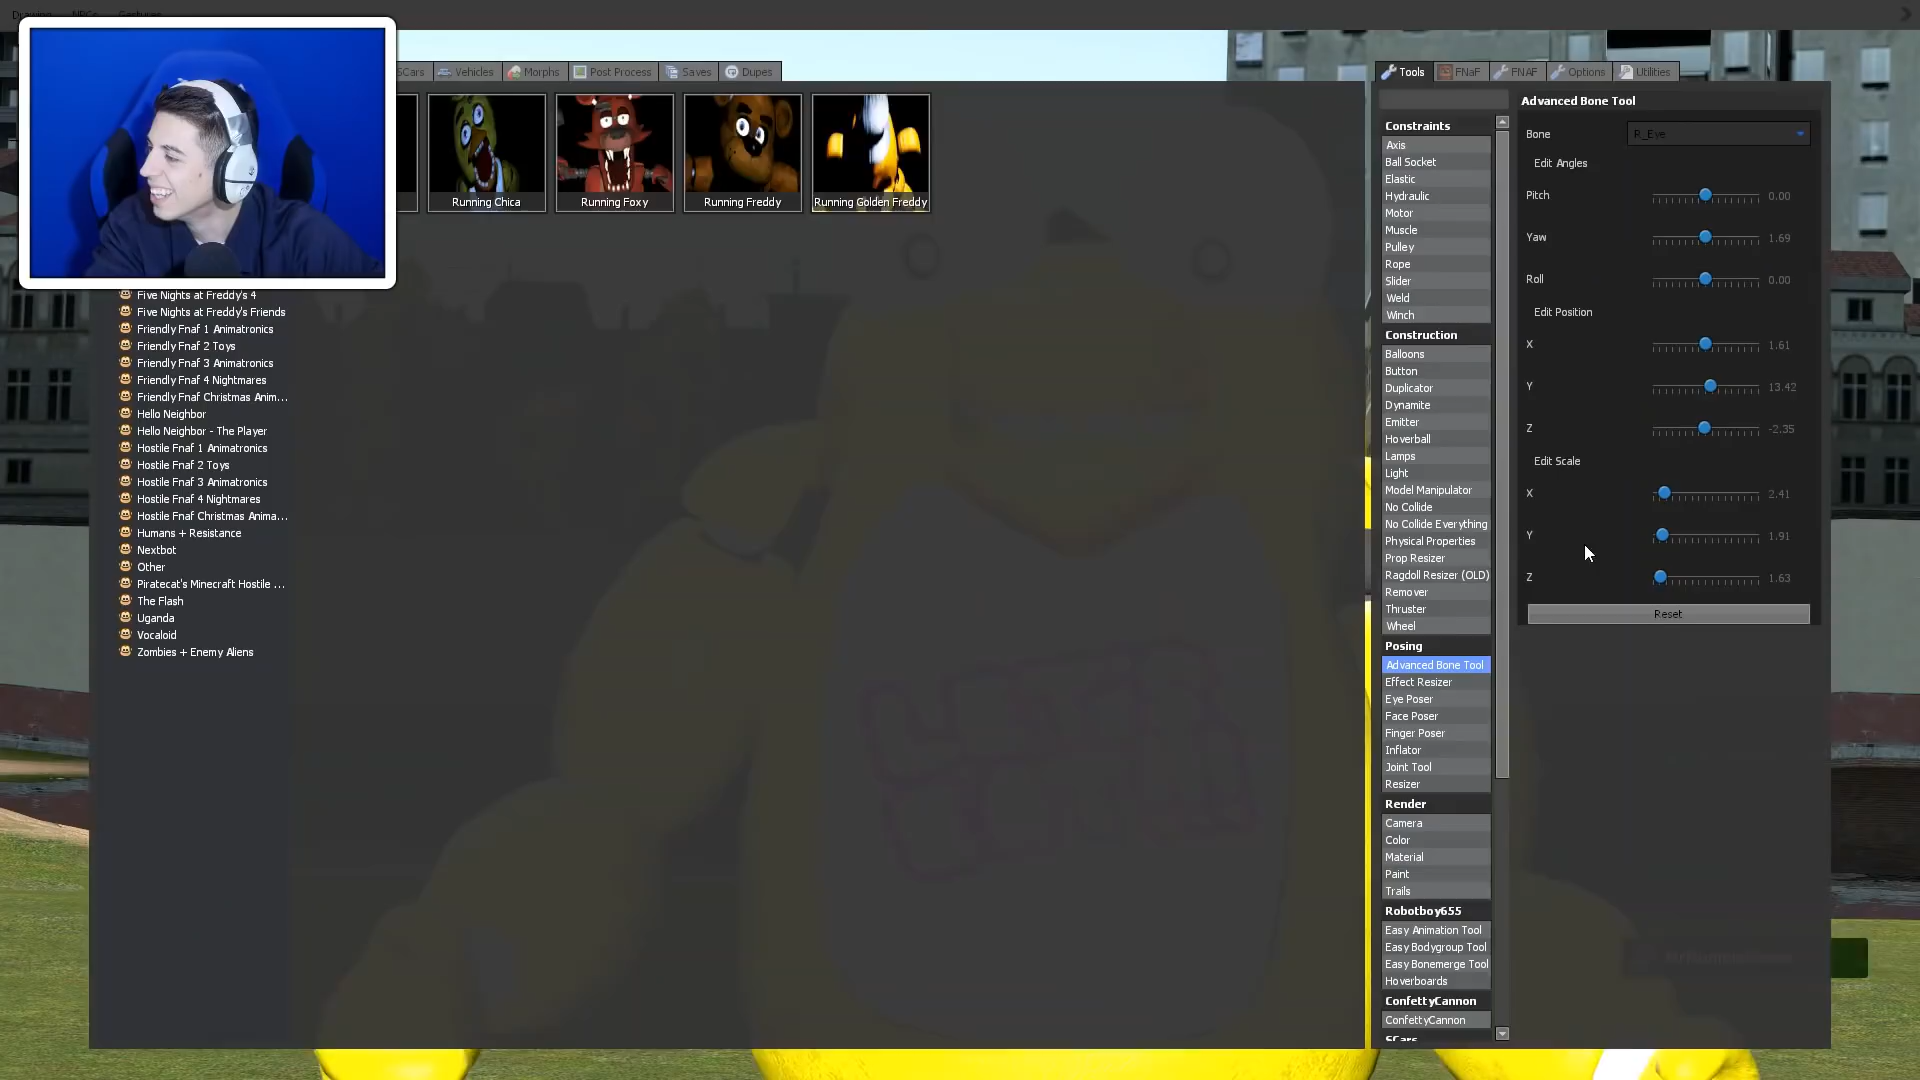 Drawing NPCs Gestures
SCars Vehicles Morphs Post Process Saves Dupes
Running Chica
Running Foxy
Running Freddy
Running Golden Freddy
Five Nights at Freddy's 4
Five Nights at Freddy's Friends
Friendly Fnaf 1 Animatronics
Friendly Fnaf 2 Toys
Friendly Fnaf 3 Animatronics
Friendly Fnaf 4 Nightmares
Friendly Fnaf Christmas Anim...
Hello Neighbor
Hello Neighbor - The Player
Hostile Fnaf 1 Animatronics
Hostile Fnaf 2 Toys
Hostile Fnaf 3 Animatronics
Hostile Fnaf 4 Nightmares
Hostile Fnaf Christmas Anima...
Humans + Resistance
Nextbot
Other
Piratecat's Minecraft Hostile ...
The Flash
Uganda
Vocaloid
Zombies + Enemy Aliens
Tools FNaF FNAF Options Utilities
Constraints
Axis
Ball Socket
Elastic
Hydraulic
Motor
Muscle
Pulley
Rope
Slider
Weld
Winch
Construction
Balloons
Button
Duplicator
Dynamite
Emitter
Hoverball
Lamps
Light
Model Manipulator
No Collide
No Collide Everything
Physical Properties
Prop Resizer
Ragdoll Resizer (OLD)
Remover
Thruster
Wheel
Posing
Advanced Bone Tool
Effect Resizer
Eye Poser
Face Poser
Finger Poser
Inflator
Joint Tool
Resizer
Render
Camera
Color
Material
Paint
Trails
Robotboy655
Easy Animation Tool
Easy Bodygroup Tool
Easy Bonemerge Tool
Hoverboards
ConfettyCannon
ConfettyCannon
SCars
Advanced Bone Tool
Bone R_Eye
Edit Angles
Pitch 0.00
Yaw 1.69
Roll 0.00
Edit Position
X 1.61
Y 13.42
Z -2.35
Edit Scale
X 2.41
Y 1.91
Z 1.63
Reset
LET'S
EAT!!!